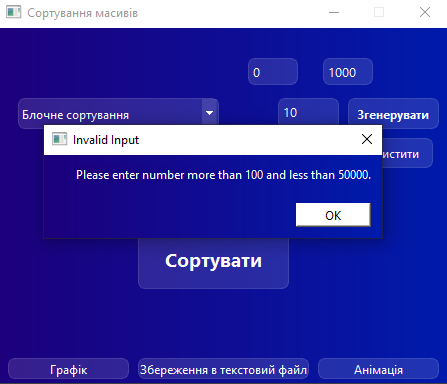 Сортування масивів
0
1000
Блочне сортування
10
Згенерувати
Invalid Input
истити
Please enter number more than 100 and less than 50000.
OK
Сортувати
Графік
Збереження в текстовий файл
Анімація